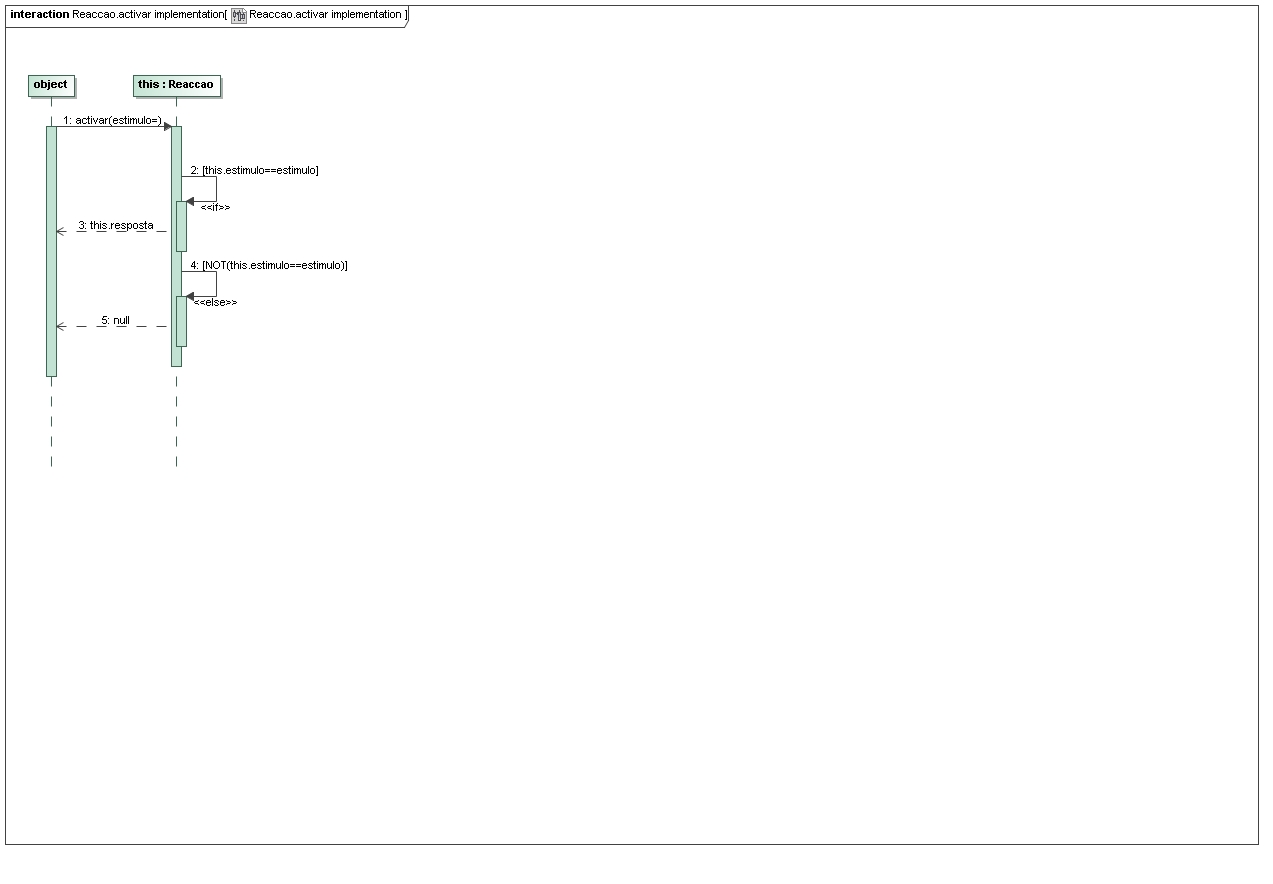 interaction Reaccao.activar implementation[ Reaccao.activar implementation ]
object
this : Reaccao
1: activar(estimulo=)
2: [this.estimulo==estimulo]
<<if>>
3: this.resposta
4: [NOT(this.estimulo==estimulo)]
<<else>>
5: null